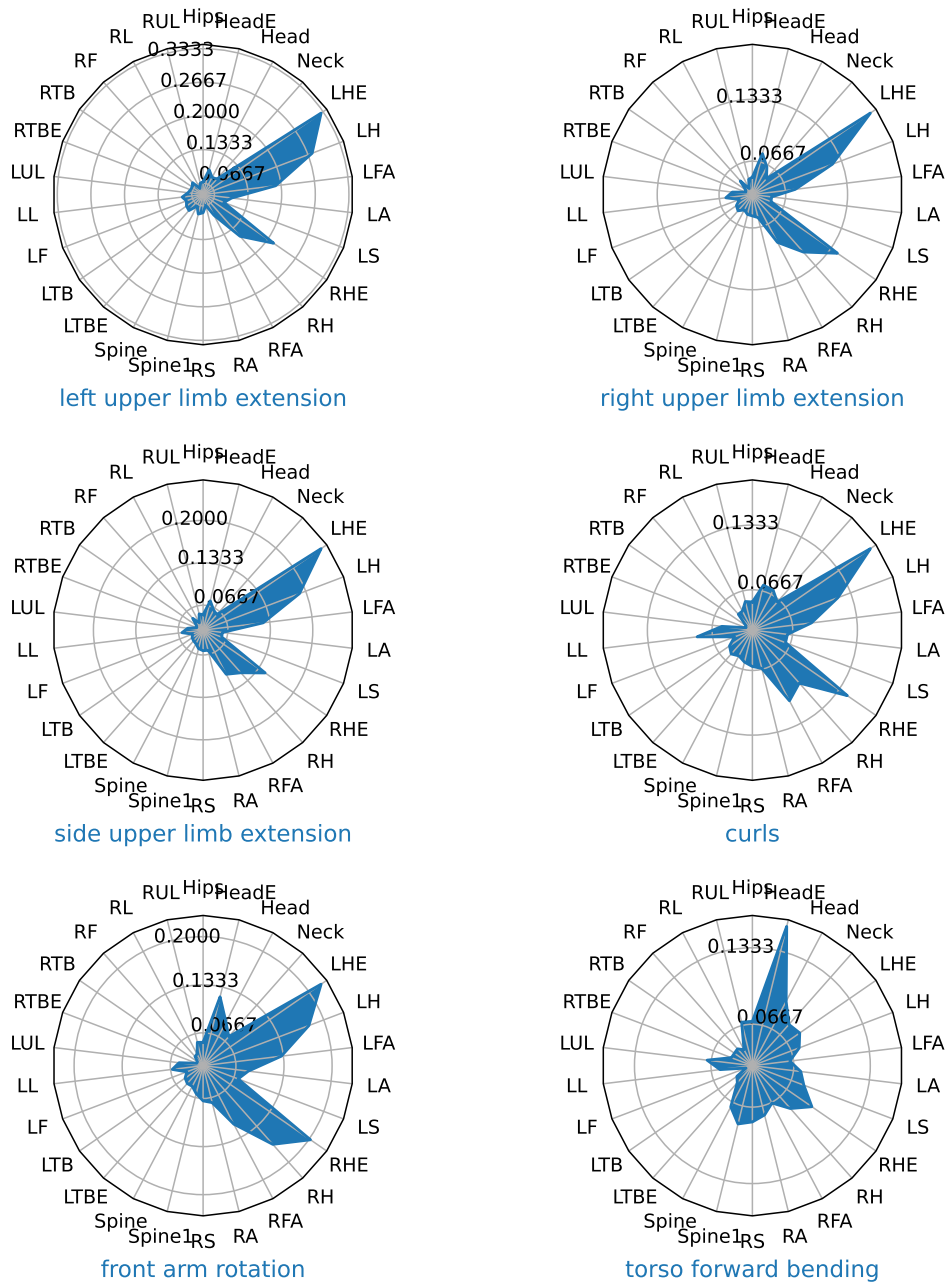 Hips
HeadE
Head
Neck
LHE
LH
LFA
LA
LS
RHE
RH
RFA
RA
RS
Spine1
Spine
LTBE
LTB
LF
LL
LUL
RTBE
RTB
RF
RL
RUL
0.3333
0.2667
0.2000
0.1333
0.0667
left upper limb extension
Hips
HeadE
Head
Neck
LHE
LH
LFA
LA
LS
RHE
RH
RFA
RA
RS
Spine1
Spine
LTBE
LTB
LF
LL
LUL
RTBE
RTB
RF
RL
RUL
0.1333
0.0667
right upper limb extension
Hips
HeadE
Head
Neck
LHE
LH
LFA
LA
LS
RHE
RH
RFA
RA
RS
Spine1
Spine
LTBE
LTB
LF
LL
LUL
RTBE
RTB
RF
RL
RUL
0.2000
0.1333
0.0667
side upper limb extension
Hips
HeadE
Head
Neck
LHE
LH
LFA
LA
LS
RHE
RH
RFA
RA
RS
Spine1
Spine
LTBE
LTB
LF
LL
LUL
RTBE
RTB
RF
RL
RUL
0.1333
0.0667
curls
Hips
HeadE
Head
Neck
LHE
LH
LFA
LA
LS
RHE
RH
RFA
RA
RS
Spine1
Spine
LTBE
LTB
LF
LL
LUL
RTBE
RTB
RF
RL
RUL
0.2000
0.1333
0.0667
front arm rotation
Hips
HeadE
Head
Neck
LHE
LH
LFA
LA
LS
RHE
RH
RFA
RA
RS
Spine1
Spine
LTBE
LTB
LF
LL
LUL
RTBE
RTB
RF
RL
RUL
0.1333
0.0667
torso forward bending